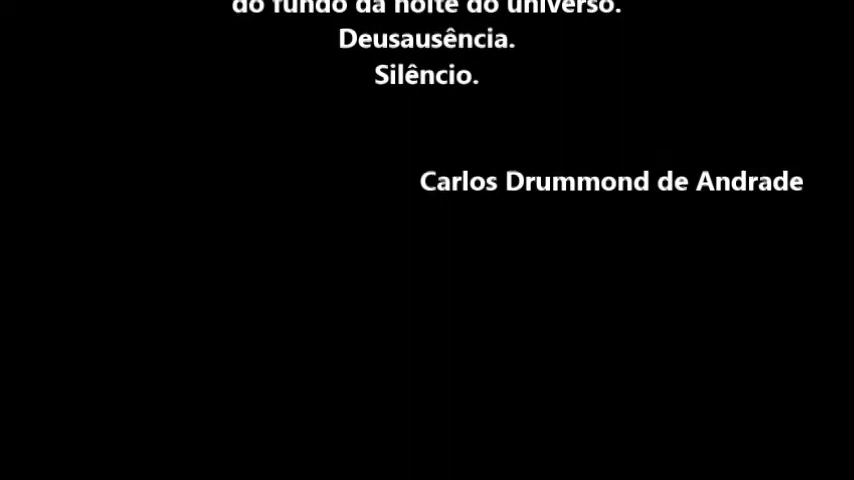 do fundo da noite do universo.
Deusausência.
Silêncio.
Carlos Drummond de Andrade